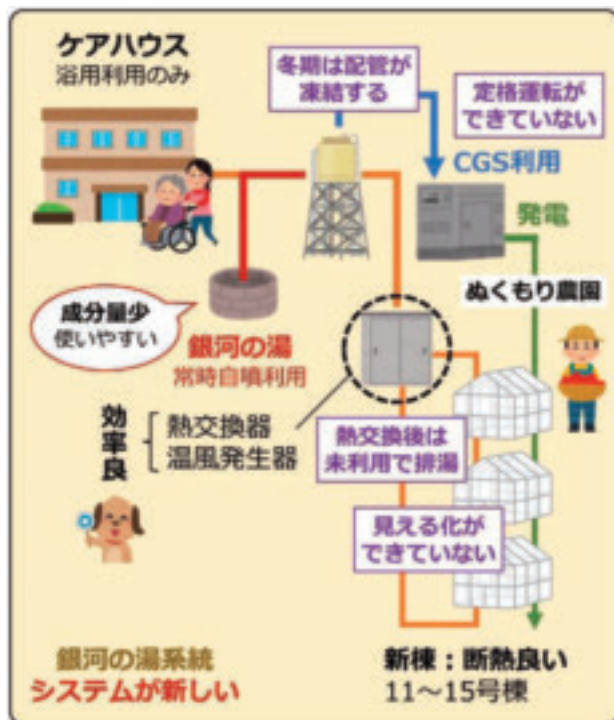 ケアハウス
浴用利用のみ
冬期は配管が
凍結する
定格運転が
できていない
CGS利用
発電
ぬくもり農園
成分量少
使いやすい
銀河の湯
常時自噴利用
効率良
熱交換器
温風発生器
熱交換後は
未利用で排湯
見える化が
できていない
銀河の湯系統
システムが新しい
新棟：断熱良い
11～15号棟